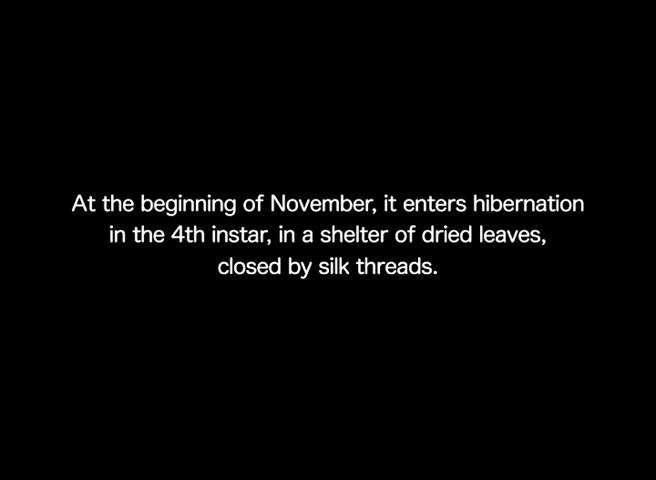 At the beginning of November, it enters hibernation
in the 4th instar, in a shelter of dried leaves,
closed by silk threads.